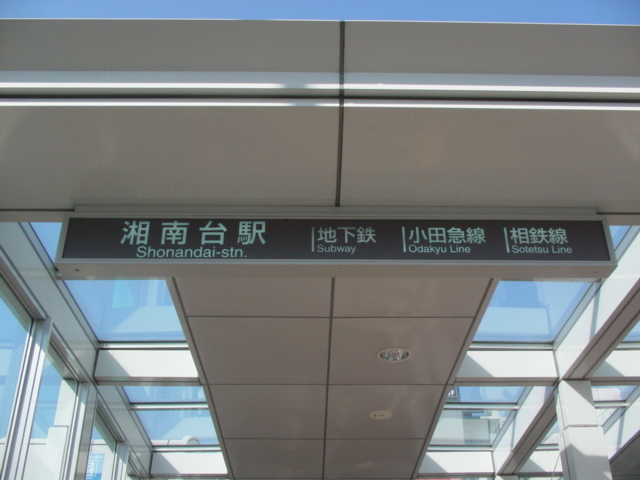 湘南台駅 地下鉄 小田急線 相鉄線
Shonandai-stn. Subway Odakyu Line Sotetsu Line